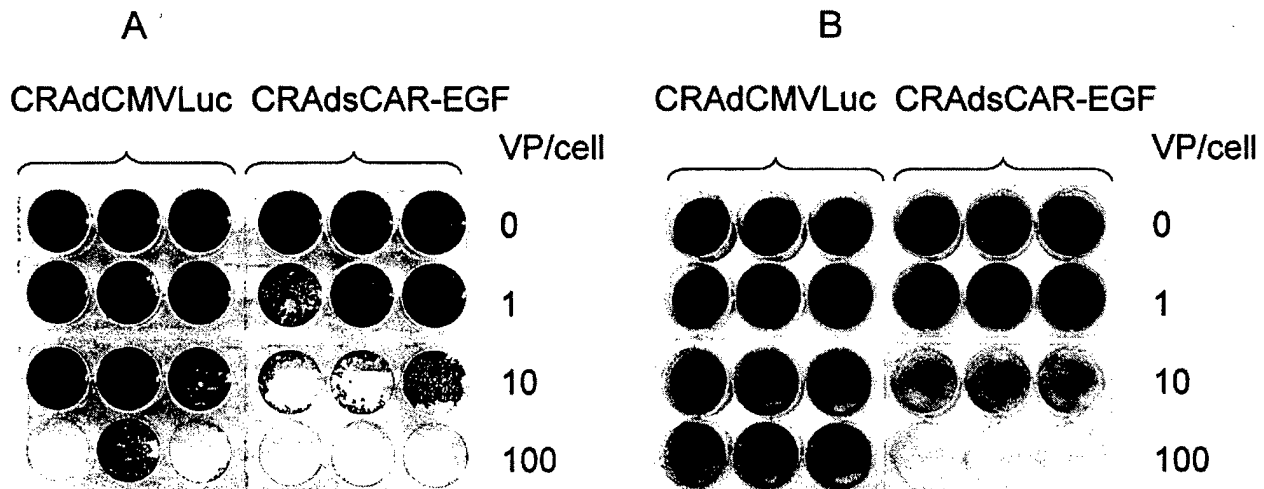 A B
CRAdCMVLuc CRAdsCAR-EGF CRAdCMVLuc CRAdsCAR-EGF
VP/cell VP/cell
0 0
1 1
10 10
100 100